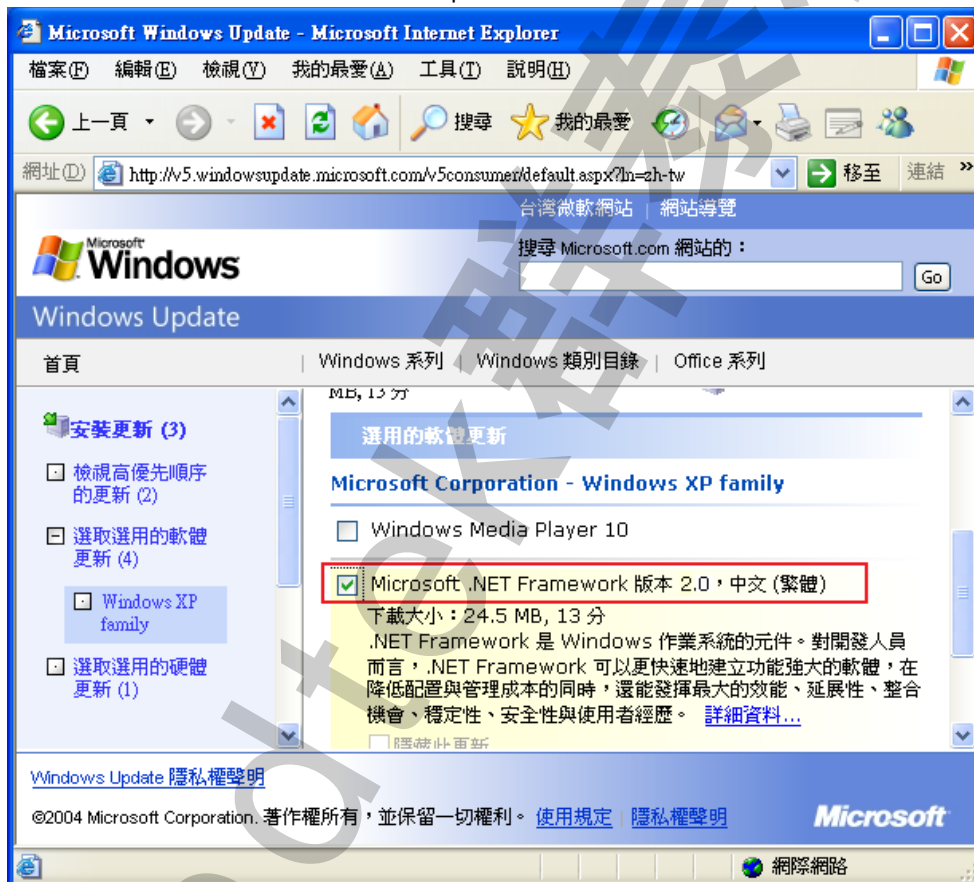 Microsoft Windows Update - Microsoft Internet Explorer
檔案(F) 編輯(E) 檢視(V) 我的最愛(A) 工具(T) 說明(H)
上一頁 搜尋 我的最愛
網址(D) http://v5.windowsupdate.microsoft.com/v5consumer/default.aspx?ln=zh-tw 移至 連結 »
台灣微軟網站 | 網站導覽
Microsoft Windows
搜尋 Microsoft.com 網站的：
Go
Windows Update
首頁 | Windows 系列 | Windows 類別目錄 | Office 系列
MB, 13 分
安裝更新 (3)
檢視高優先順序
的更新 (2)
選取選用的軟體
更新 (4)
Windows XP
family
選取選用的硬體
更新 (1)
選用的軟體更新
Microsoft Corporation - Windows XP family
Windows Media Player 10
Microsoft .NET Framework 版本 2.0，中文 (繁體)
下載大小：24.5 MB, 13 分
.NET Framework 是 Windows 作業系統的元件。對開發人員
而言，.NET Framework 可以更快速地建立功能強大的軟體，在
降低配置與管理成本的同時，還能發揮最大的效能、延展性、整合
機會、穩定性、安全性與使用者經歷。 詳細資料...
隱藏此更新
Windows Update 隱私權聲明
©2004 Microsoft Corporation. 著作權所有，並保留一切權利。 使用規定 | 隱私權聲明
Microsoft
網際網路